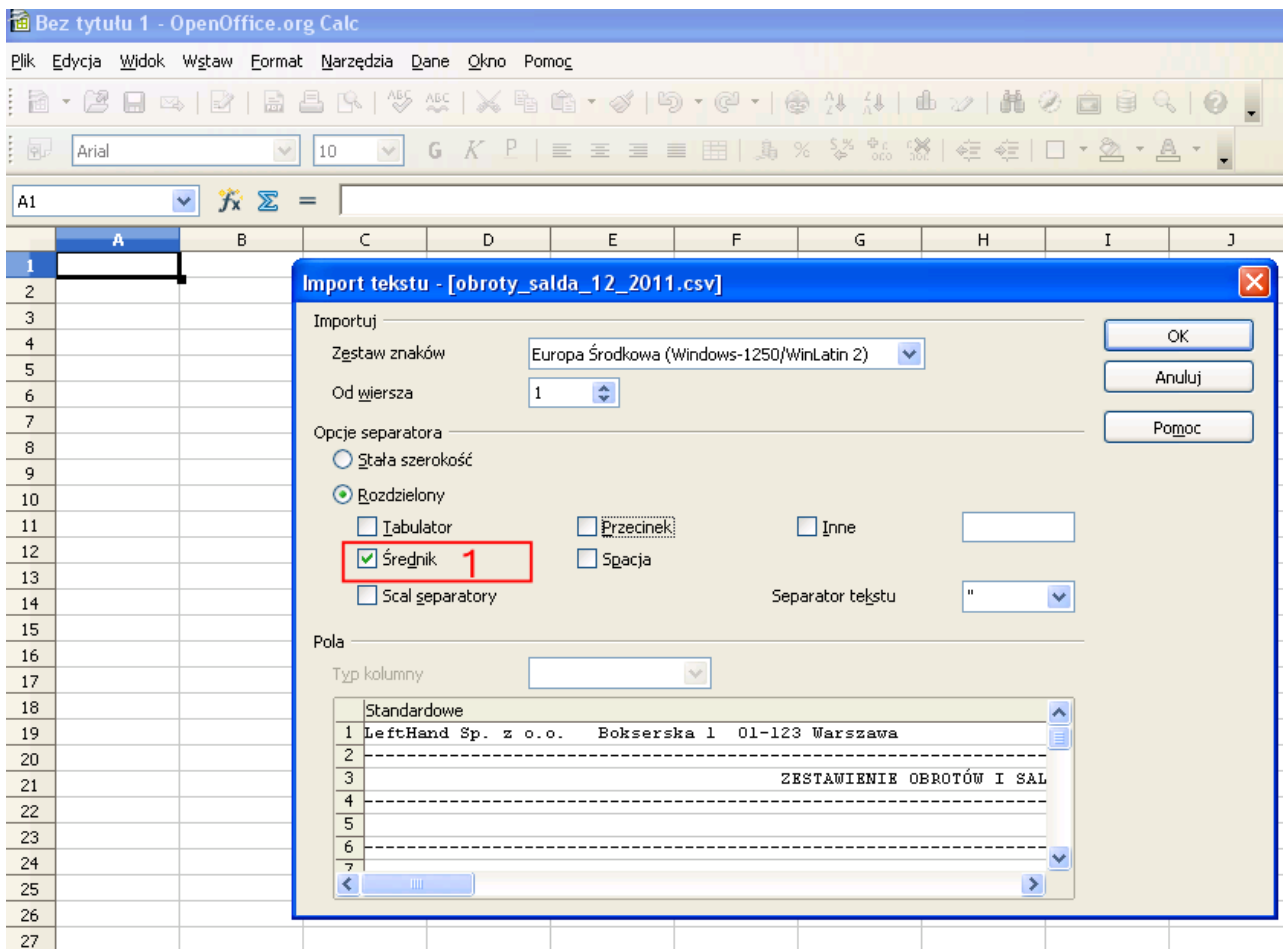 Bez tytułu 1 - OpenOffice.org Calc
Plik Edycja Widok Wstaw Format Narzędzia Dane Okno Pomoc
ABC ABC
Arial 10 G K P %
A1 =
A B C D E F G H I J
1
2
3
4
5
6
7
8
9
10
11
12
13
14
15
16
17
18
19
20
21
22
23
24
25
26
27
Import tekstu - [obroty_salda_12_2011.csv]
Importuj
Zestaw znaków Europa Środkowa (Windows-1250/WinLatin 2)
Od wiersza 1
OK
Anuluj
Pomoc
Opcje separatora
Stała szerokość
Rozdzielony
Tabulator Przecinek Inne
Średnik 1 Spacja
Scal separatory Separator tekstu "
Pola
Typ kolumny
Standardowe
1 LeftHand Sp. z o.o. Bokserska 1 01-123 Warszawa
2 ----------------------------------------------------------------
3 ZESTAWIENIE OBROTÓW I SAL
4 ----------------------------------------------------------------
5
6 ----------------------------------------------------------------
7